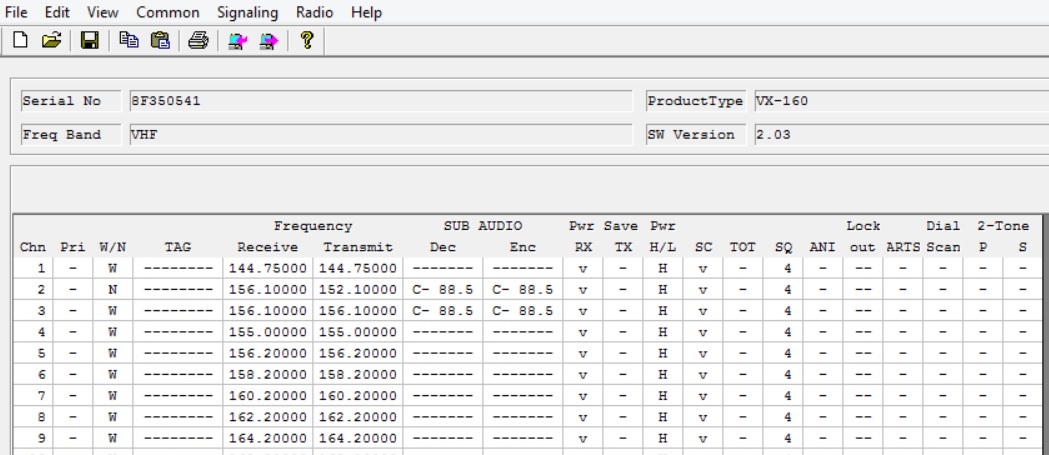 File Edit View Common Signaling Radio Help
Serial No 8F350541 ProductType VX-160
Freq Band VHF SW Version 2.03
Frequency SUB AUDIO Pwr Save Pwr Lock Dial 2-Tone
Chn Pri W/N TAG Receive Transmit Dec Enc RX TX H/L SC TOT SQ ANI out ARTS Scan P S
1 - W -------- 144.75000 144.75000 ------- ------- v - H v - 4 - -- - - - -
2 - N -------- 156.10000 152.10000 C- 88.5 C- 88.5 v - H v - 4 - -- - - - -
3 - W -------- 156.10000 156.10000 C- 88.5 C- 88.5 v - H v - 4 - -- - - - -
4 - W -------- 155.00000 155.00000 ------- ------- v - H v - 4 - -- - - - -
5 - W -------- 156.20000 156.20000 ------- ------- v - H v - 4 - -- - - - -
6 - W -------- 158.20000 158.20000 ------- ------- v - H v - 4 - -- - - - -
7 - W -------- 160.20000 160.20000 ------- ------- v - H v - 4 - -- - - - -
8 - W -------- 162.20000 162.20000 ------- ------- v - H v - 4 - -- - - - -
9 - W -------- 164.20000 164.20000 ------- ------- v - H v - 4 - -- - - - -